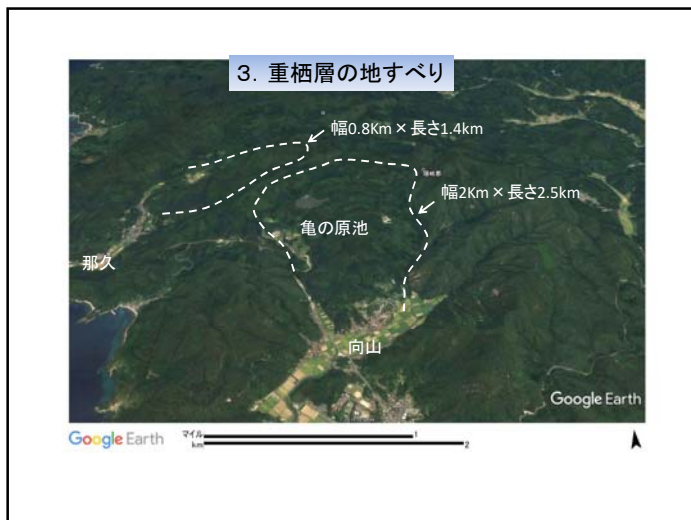 3．重栖層の地すべり
幅0.8Km×長さ1.4km
幅2Km×長さ2.5km
亀の原池
那久
向山
Google Earth
Google Earth
マイル 1
km 2